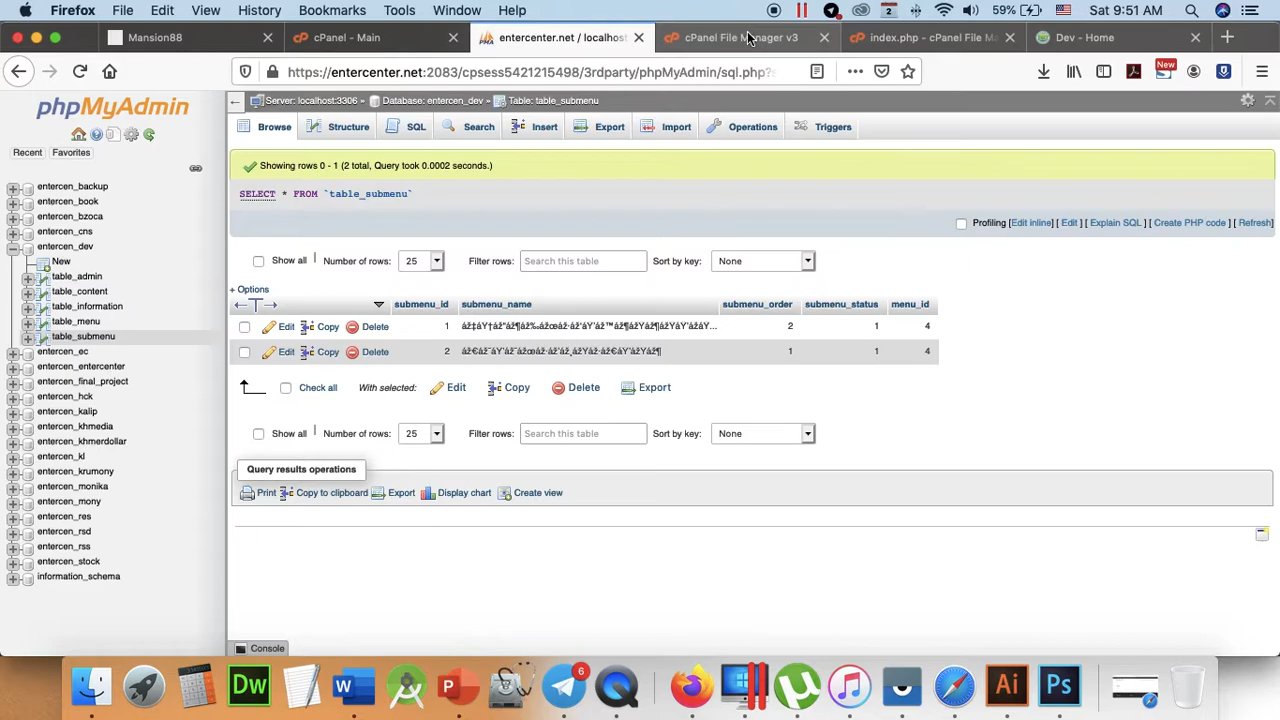 Firefox File Edit View History Bookmarks Tools Window Help 2 59% Sat 9:51 AM
Mansion88 cPanel - Main entercenter.net / localhost cPanel File Manager v3 index.php - cPanel File Ma Dev - Home
https://entercenter.net:2083/cpsess5421215498/3rdparty/phpMyAdmin/sql.php? New
phpMyAdmin
Recent Favorites
entercen_backup
entercen_book
entercen_bzoca
entercen_cns
entercen_dev
New
table_admin
table_content
table_information
table_menu
table_submenu
entercen_ec
entercen_entercenter
entercen_final_project
entercen_hck
entercen_kalip
entercen_khmedia
entercen_khmerdollar
entercen_kl
entercen_krumony
entercen_monika
entercen_mony
entercen_res
entercen_rsd
entercen_rss
entercen_stock
information_schema
Server: localhost:3306 » Database: entercen_dev » Table: table_submenu
Browse Structure SQL Search Insert Export Import Operations Triggers
Showing rows 0 - 1 (2 total, Query took 0.0002 seconds.)
SELECT * FROM `table_submenu`
Profiling [Edit inline] [ Edit ] [ Explain SQL ] [ Create PHP code ] [ Refresh]
Show all Number of rows: 25 Filter rows: Search this table Sort by key: None
+ Options
submenu_id submenu_name submenu_order submenu_status menu_id
Edit Copy Delete 1 2 1 4
Edit Copy Delete 2 1 1 4
Check all With selected: Edit Copy Delete Export
Show all Number of rows: 25 Filter rows: Search this table Sort by key: None
Query results operations
Print Copy to clipboard Export Display chart Create view
Console
Dw W P 6 Ai Ps